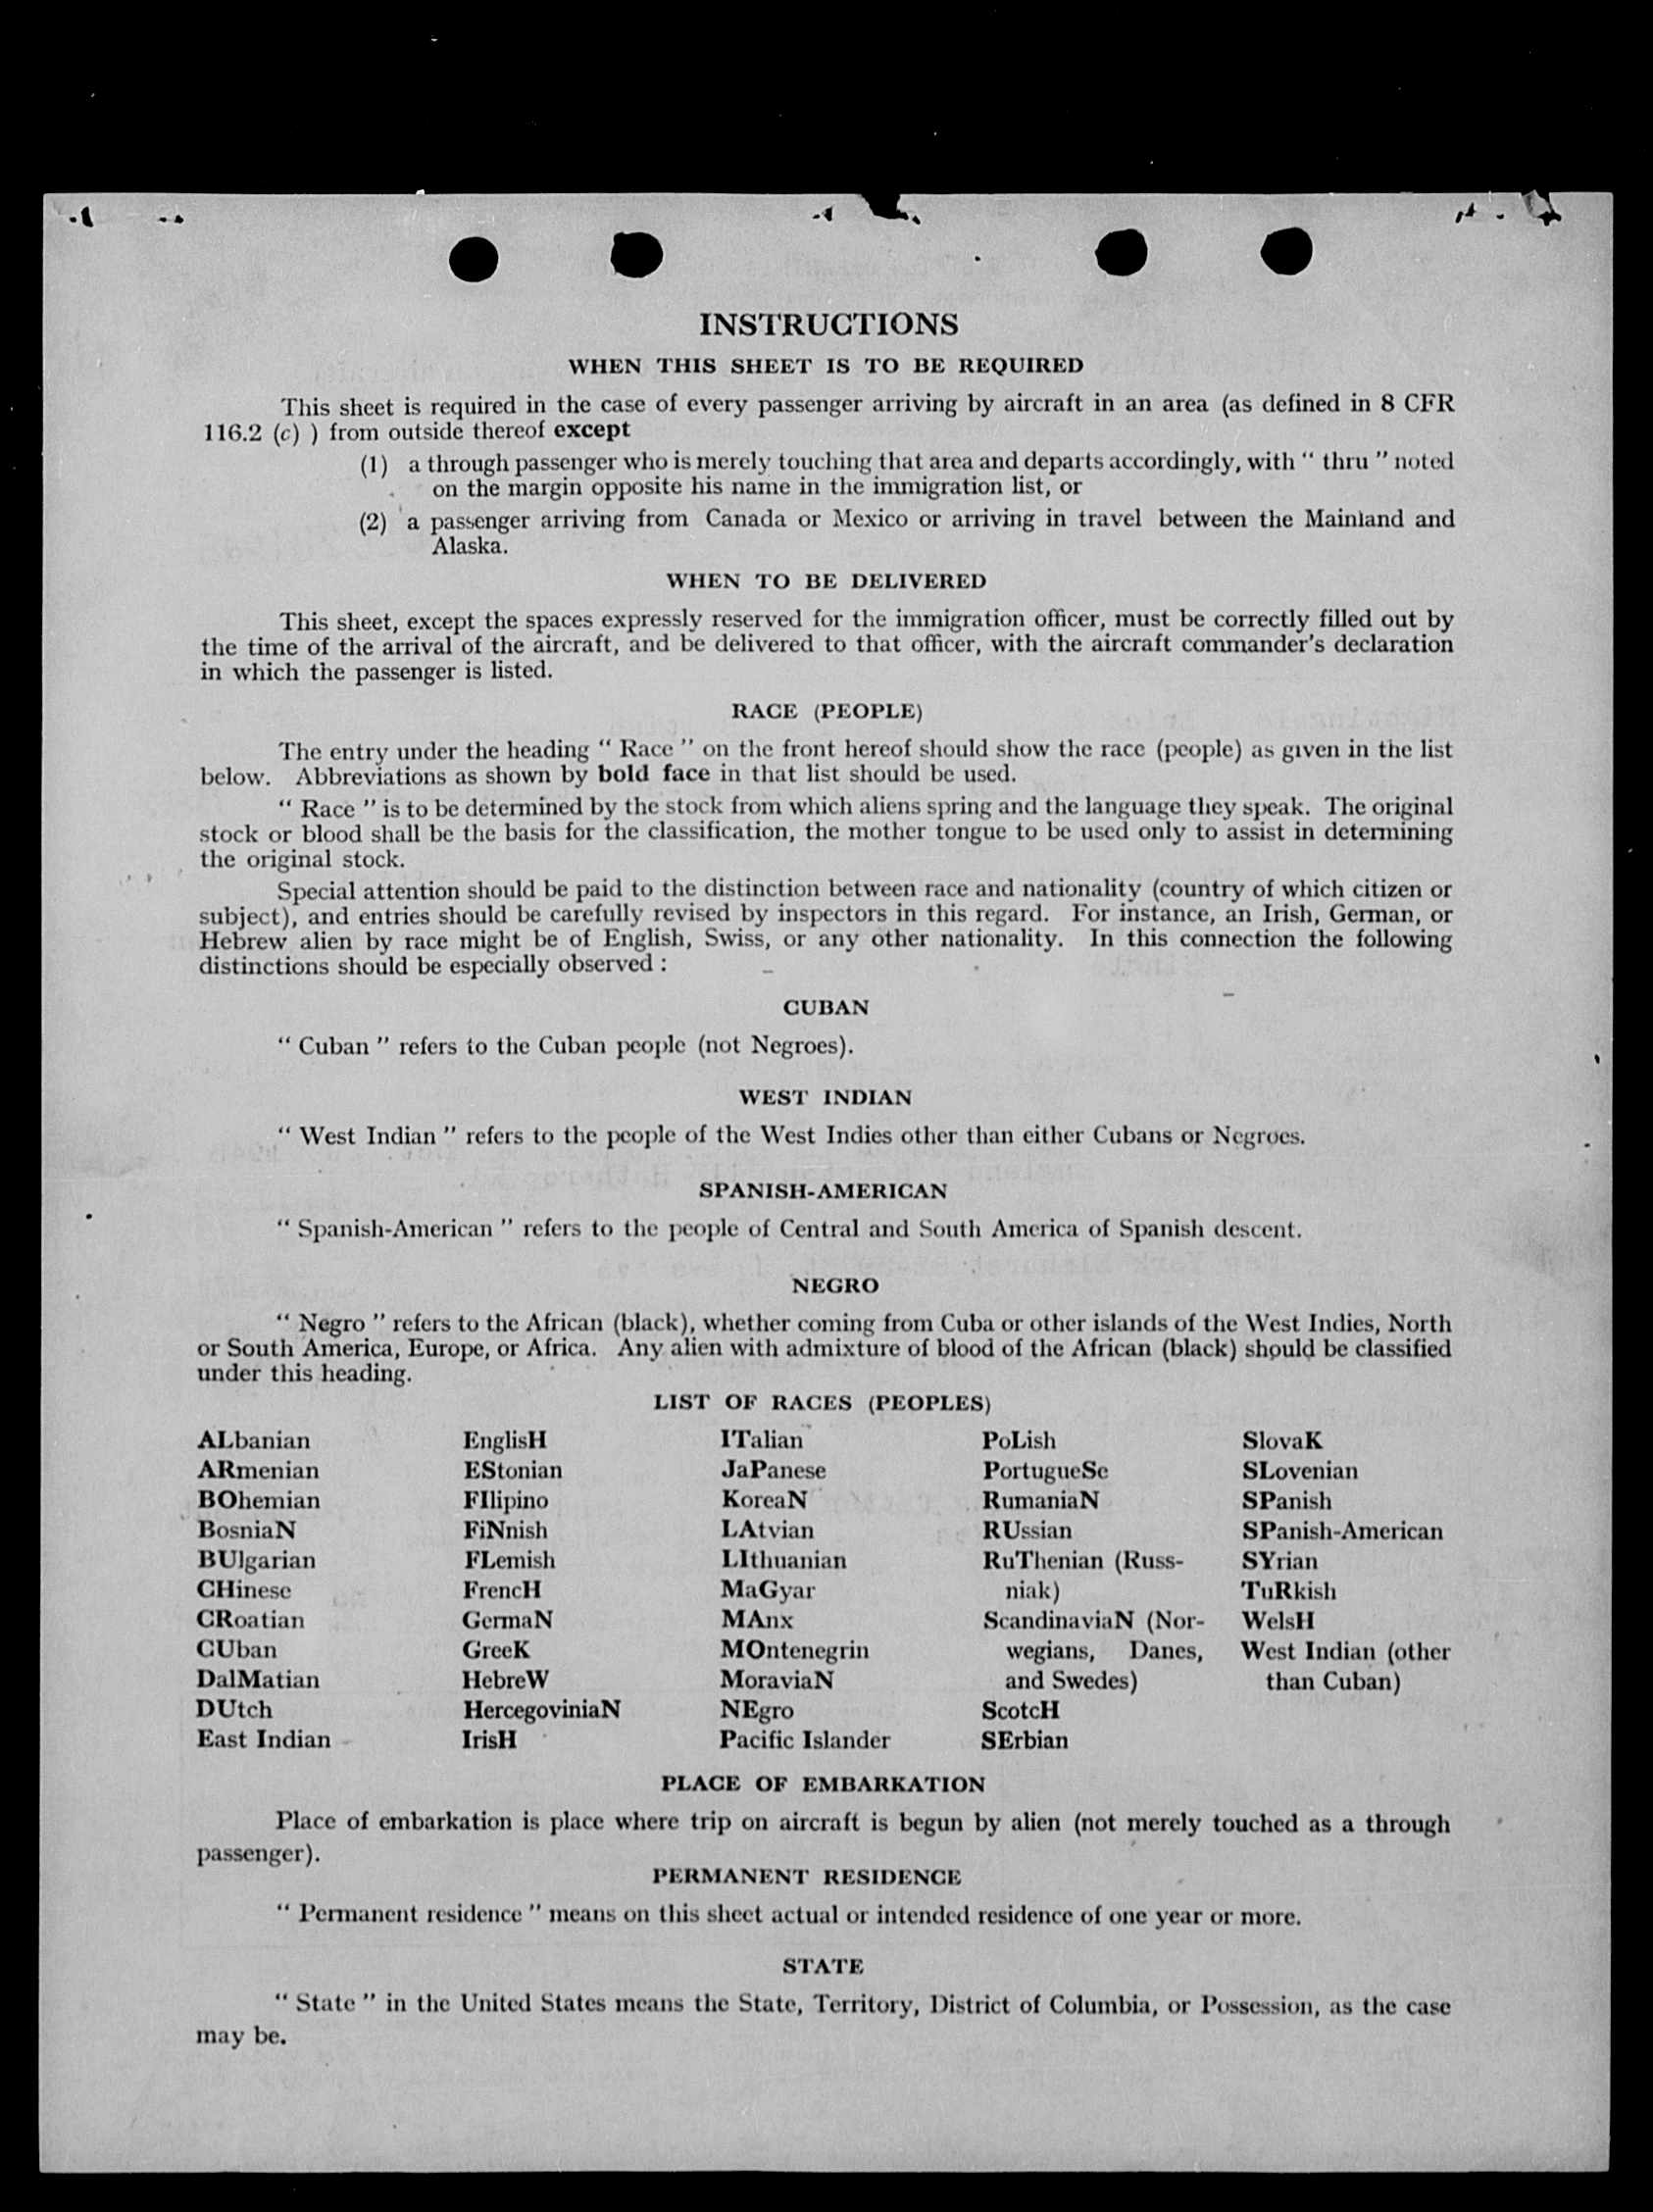 INSTRUCTIONS
WHEN THIS SHEET IS TO BE REQUIRED
This sheet is required in the case of every passenger arriving by aircraft in an area (as defined in 8 CFR
116.2 (c) ) from outside thereof except
(1) a through passenger who is merely touching that area and departs accordingly, with “ thru ” noted
on the margin opposite his name in the immigration list, or
(2) a passenger arriving from Canada or Mexico or arriving in travel between the Mainland and
Alaska.
WHEN TO BE DELIVERED
This sheet, except the spaces expressly reserved for the immigration officer, must be correctly filled out by
the time of the arrival of the aircraft, and be delivered to that officer, with the aircraft commander's declaration
in which the passenger is listed.
RACE (PEOPLE)
The entry under the heading “ Race ” on the front hereof should show the race (people) as given in the list
below. Abbreviations as shown by bold face in that list should be used.
“ Race ” is to be determined by the stock from which aliens spring and the language they speak. The original
stock or blood shall be the basis for the classification, the mother tongue to be used only to assist in determining
the original stock.
Special attention should be paid to the distinction between race and nationality (country of which citizen or
subject), and entries should be carefully revised by inspectors in this regard. For instance, an Irish, German, or
Hebrew alien by race might be of English, Swiss, or any other nationality. In this connection the following
distinctions should be especially observed :
CUBAN
“ Cuban ” refers to the Cuban people (not Negroes).
WEST INDIAN
“ West Indian ” refers to the people of the West Indies other than either Cubans or Negroes.
SPANISH-AMERICAN
“ Spanish-American ” refers to the people of Central and South America of Spanish descent.
NEGRO
“ Negro ” refers to the African (black), whether coming from Cuba or other islands of the West Indies, North
or South America, Europe, or Africa. Any alien with admixture of blood of the African (black) should be classified
under this heading.
LIST OF RACES (PEOPLES)
ALbanian
ARmenian
BOhemian
BosniaN
BUlgarian
CHinese
CRoatian
CUban
DalMatian
DUtch
East Indian
EnglisH
EStonian
FIlipino
FiNnish
FLemish
FrencH
GermaN
GreeK
HebreW
HercegoviniaN
IrisH
ITalian
JaPanese
KoreaN
LAtvian
LIthuanian
MaGyar
MAnx
MOntenegrin
MoraviaN
NEgro
Pacific Islander
PoLish
PortugueSe
RumaniaN
RUssian
RuThenian (Russ-
niak)
ScandinaviaN (Nor-
wegians, Danes,
and Swedes)
ScotcH
SErbian
SlovaK
SLovenian
SPanish
SPanish-American
SYrian
TuRkish
WelsH
West Indian (other
than Cuban)
PLACE OF EMBARKATION
Place of embarkation is place where trip on aircraft is begun by alien (not merely touched as a through
passenger).
PERMANENT RESIDENCE
“ Permanent residence ” means on this sheet actual or intended residence of one year or more.
STATE
“ State ” in the United States means the State, Territory, District of Columbia, or Possession, as the case
may be.